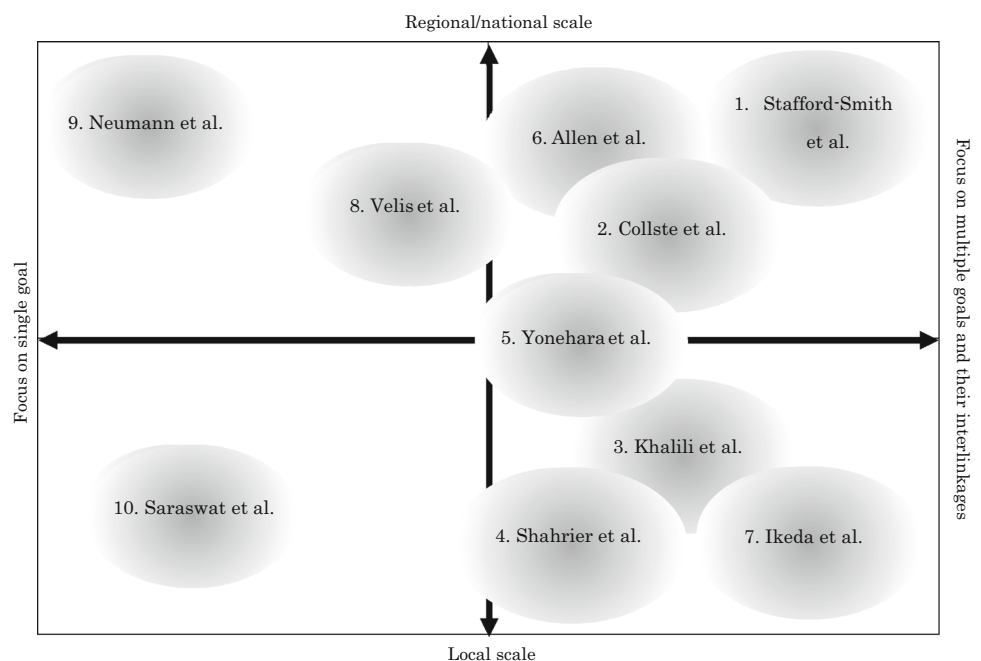 Regional/national scale
9. Neumann et al.
6. Allen et al.
1. Stafford-Smith
et al.
8. Velis et al.
2. Collste et al.
5. Yonehara et al.
3. Khalili et al.
10. Saraswat et al.
4. Shahrier et al.
7. Ikeda et al.
Focus on single goal
Focus on multiple goals and their interlinkages
Local scale